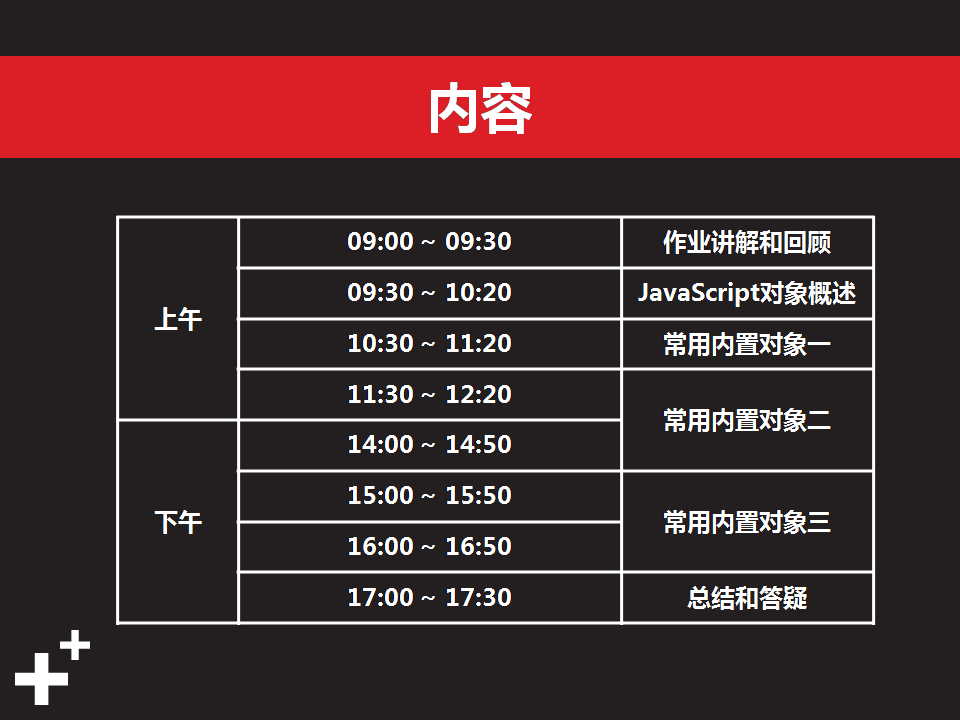 内容
上午
09:00 ~ 09:30
作业讲解和回顾
09:30 ~ 10:20
JavaScript对象概述
10:30 ~ 11:20
常用内置对象一
11:30 ~ 12:20
常用内置对象二
下午
14:00 ~ 14:50
15:00 ~ 15:50
常用内置对象三
16:00 ~ 16:50
17:00 ~ 17:30
总结和答疑